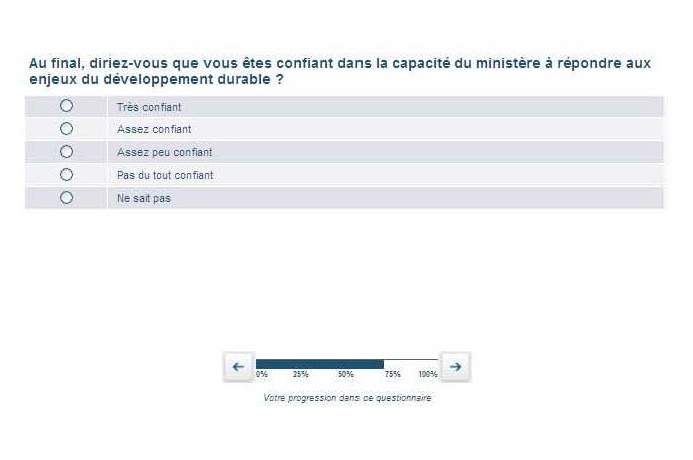 Au final, diriez-vous que vous êtes confiant dans la capacité du ministère à répondre aux
enjeux du développement durable ?
Très confiant
Assez confiant
Assez peu confiant
Pas du tout confiant
Ne sait pas
0% 25% 50% 75% 100%
Votre progression dans ce questionnaire